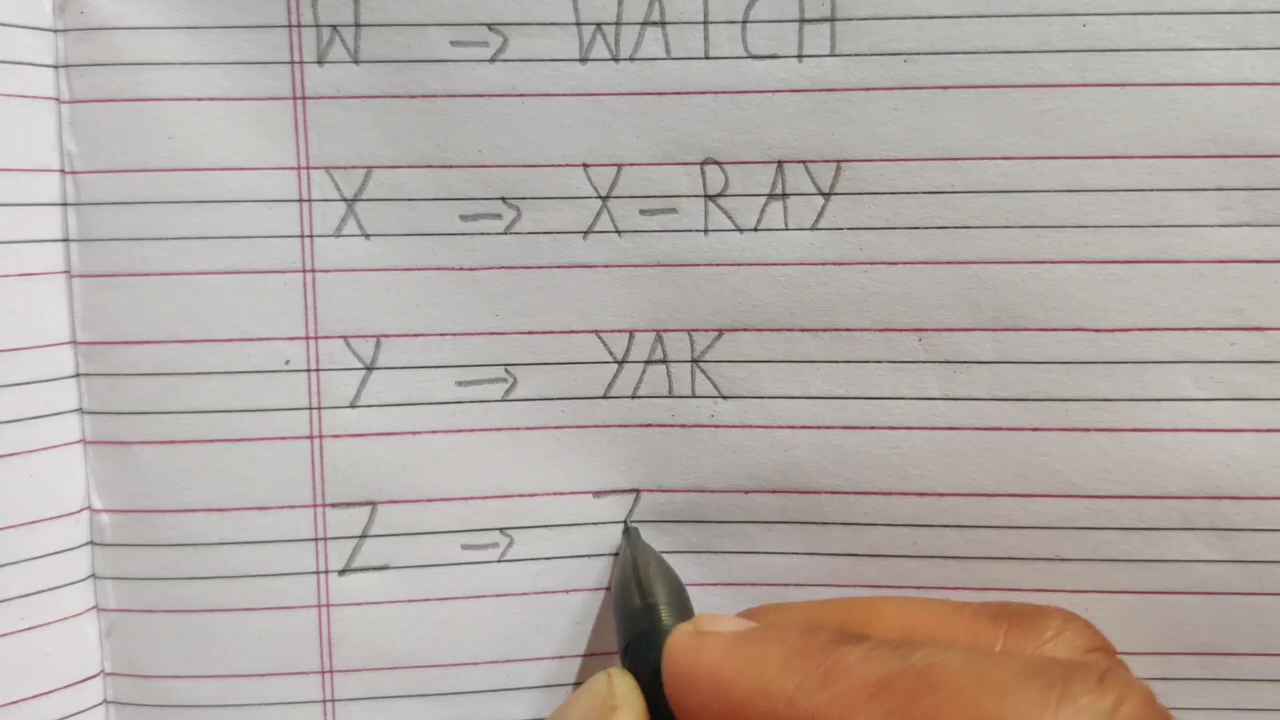 W → WATCH
X → X-RAY
Y → YAK
Z →